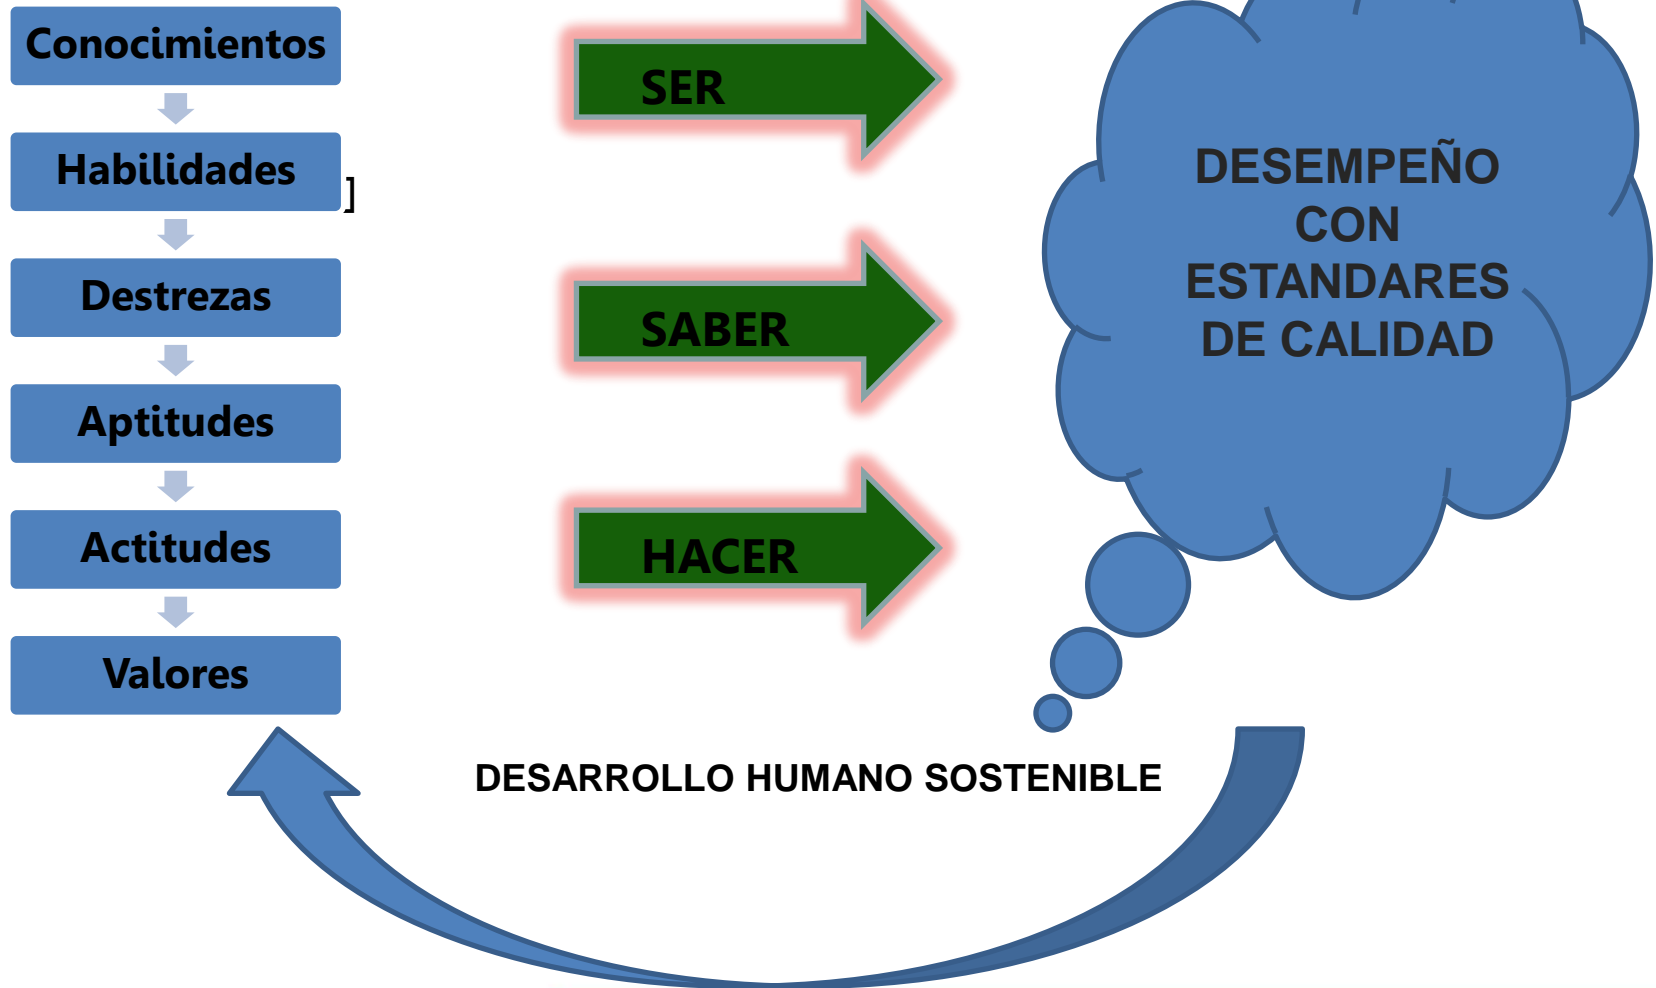 Conocimientos
Habilidades
]
Destrezas
Aptitudes
Actitudes
Valores
SER
SABER
HACER
DESEMPEÑO
CON
ESTANDARES
DE CALIDAD
DESARROLLO HUMANO SOSTENIBLE